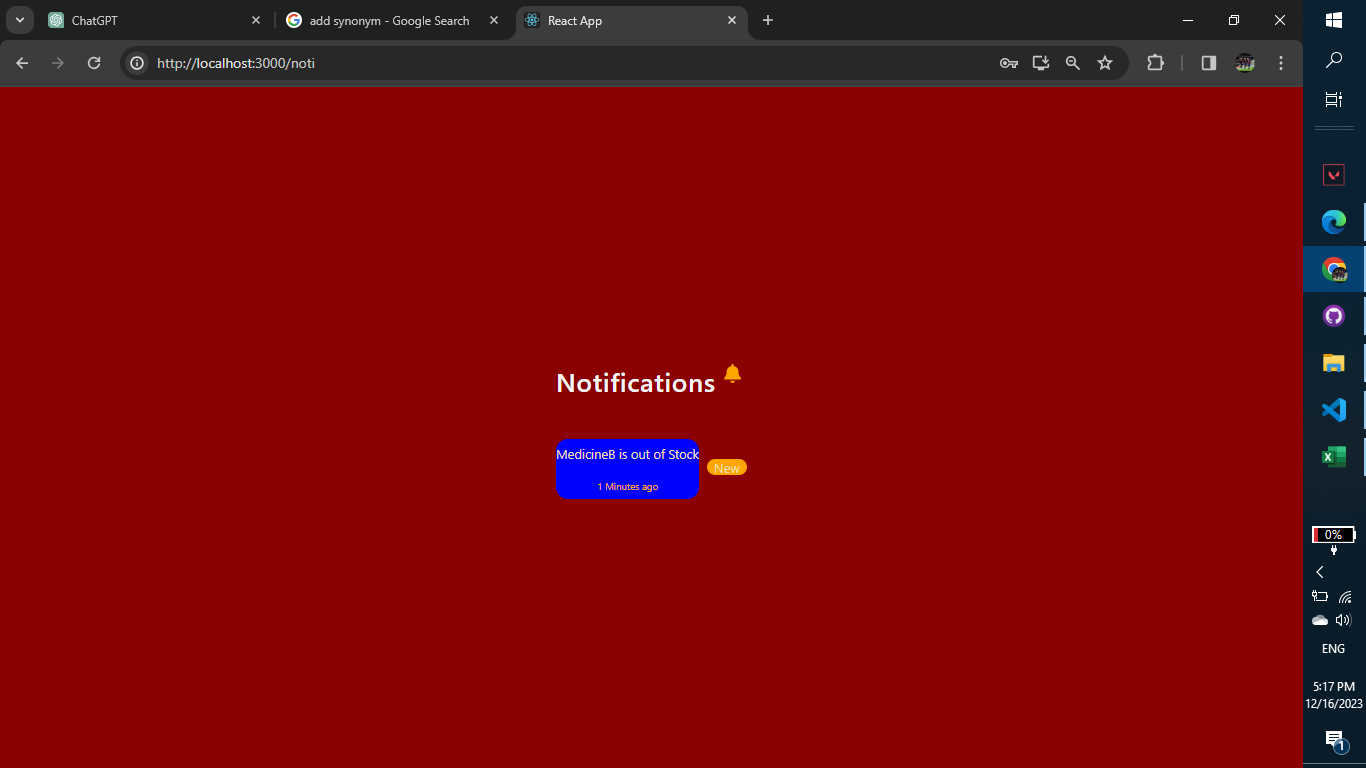 ChatGPT
add synonym - Google Search
React App
http://localhost:3000/noti
Notifications
MedicineB is out of Stock
1 Minutes ago
New
0%
ENG
5:17 PM
12/16/2023
1